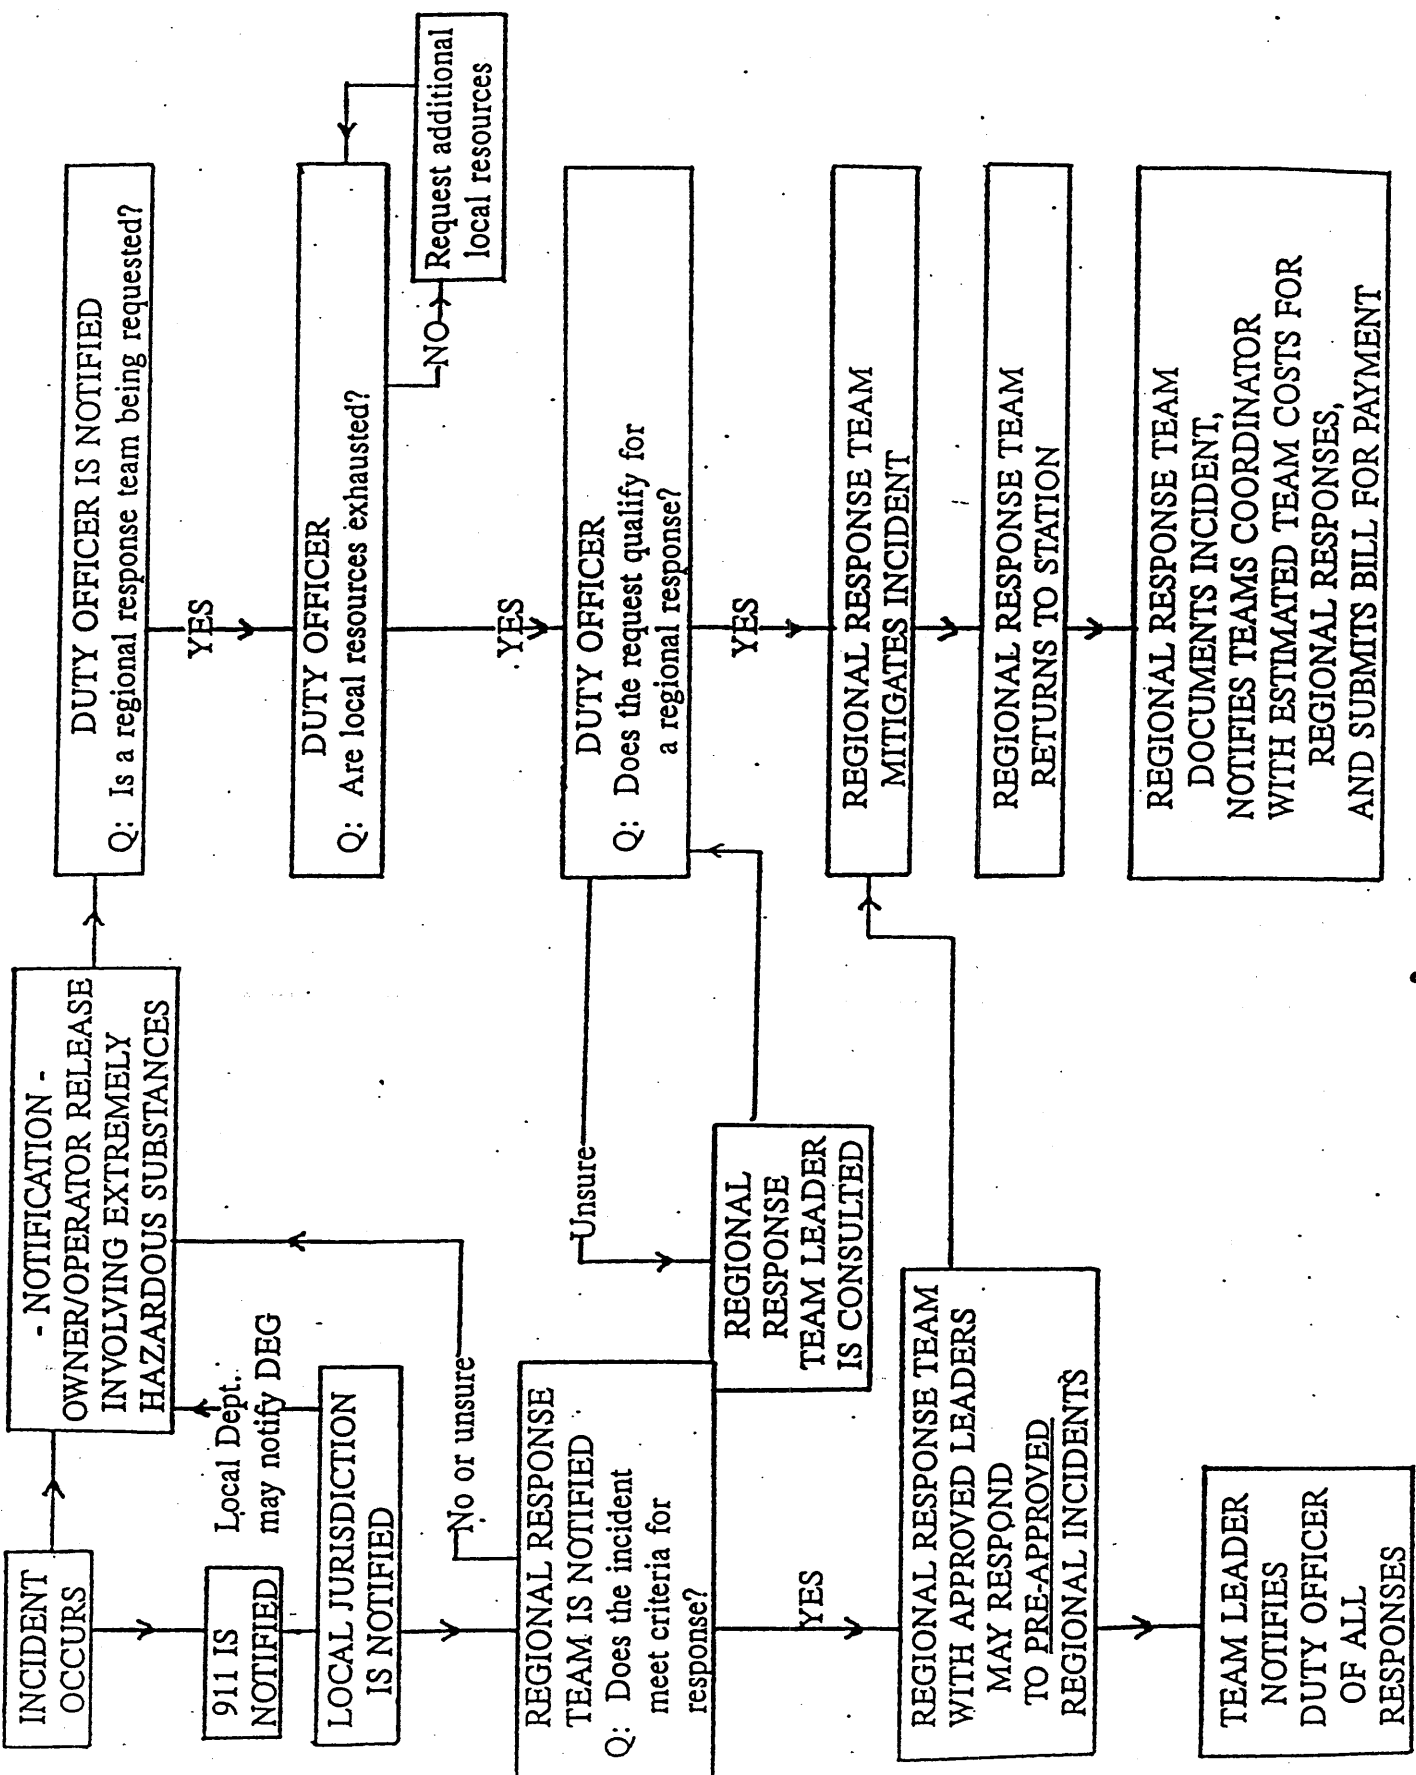 INCIDENT
OCCURS
911 IS
NOTIFIED
LOCAL JURISDICTION
IS NOTIFIED
Local Dept.
may notify DEG
- NOTIFICATION -
OWNER/OPERATOR RELEASE
INVOLVING EXTREMELY
HAZARDOUS SUBSTANCES
No or unsure
REGIONAL RESPONSE
TEAM IS NOTIFIED
Q: Does the incident
meet criteria for
response?
YES
REGIONAL RESPONSE TEAM
WITH APPROVED LEADERS
MAY RESPOND
TO PRE-APPROVED
REGIONAL INCIDENTS
TEAM LEADER
NOTIFIES
DUTY OFFICER
OF ALL
RESPONSES
DUTY OFFICER IS NOTIFIED
Q: Is a regional response team being requested?
YES
DUTY OFFICER
Q: Are local resources exhausted?
NO
Request additional
local resources
YES
DUTY OFFICER
Q: Does the request qualify for
a regional response?
Unsure
REGIONAL
RESPONSE
TEAM LEADER
IS CONSULTED
YES
REGIONAL RESPONSE TEAM
MITIGATES INCIDENT
REGIONAL RESPONSE TEAM
RETURNS TO STATION
REGIONAL RESPONSE TEAM
DOCUMENTS INCIDENT,
NOTIFIES TEAMS COORDINATOR
WITH ESTIMATED TEAM COSTS FOR
REGIONAL RESPONSES,
AND SUBMITS BILL FOR PAYMENT